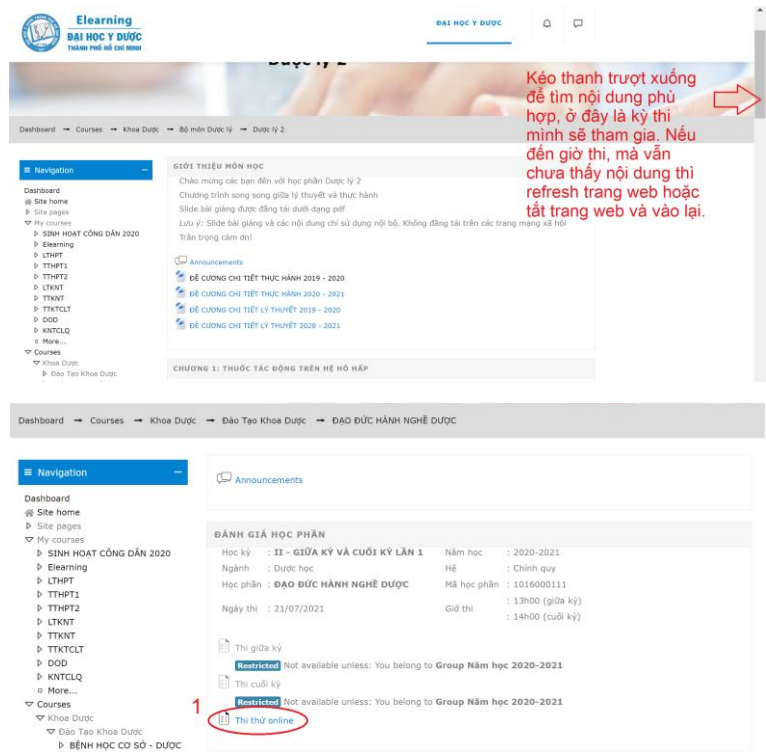 Elearning
ĐẠI HỌC Y DƯỢC
THÀNH PHỐ HỒ CHÍ MINH
ĐẠI HỌC Y DƯỢC
Dược lý 2
Kéo thanh trượt xuống
để tìm nội dung phù
hợp, ở đây là kỳ thi
mình sẽ tham gia. Nếu
đến giờ thi, mà vẫn
chưa thấy nội dung thì
refresh trang web hoặc
tắt trang web và vào lại.
Dashboard → Courses → Khoa Dược → Bộ môn Dược lý → Dược lý 2
Navigation
Dashboard
Site home
Site pages
My courses
SINH HOẠT CÔNG DÂN 2020
Elearning
LTHPT
TTHPT1
TTHPT2
LTKNT
TTKNT
TTKTCLT
DOD
KNTCLQ
More...
Courses
Khoa Dược
Đào Tạo Khoa Dược
GIỚI THIỆU MÔN HỌC
Chào mừng các bạn đến với học phần Dược lý 2
Chương trình song song giữa lý thuyết và thực hành
Slide bài giảng được đăng tải dưới dạng pdf
Lưu ý: Slide bài giảng và các nội dung chỉ sử dụng nội bộ. Không đăng tải trên các trang mạng xã hội
Trân trọng cám ơn!
Announcements
ĐỀ CƯƠNG CHI TIẾT THỰC HÀNH 2019 - 2020
ĐỀ CƯƠNG CHI TIẾT THỰC HÀNH 2020 - 2021
ĐỀ CƯƠNG CHI TIẾT LÝ THUYẾT 2019 - 2020
ĐỀ CƯƠNG CHI TIẾT LÝ THUYẾT 2020 - 2021
CHƯƠNG 1: THUỐC TÁC ĐỘNG TRÊN HỆ HÔ HẤP
Dashboard → Courses → Khoa Dược → Đào Tạo Khoa Dược → ĐẠO ĐỨC HÀNH NGHỀ DƯỢC
Navigation
Dashboard
Site home
Site pages
My courses
SINH HOẠT CÔNG DÂN 2020
Elearning
LTHPT
TTHPT1
TTHPT2
LTKNT
TTKNT
TTKTCLT
DOD
KNTCLQ
More...
Courses
Khoa Dược
Đào Tạo Khoa Dược
BỆNH HỌC CƠ SỞ - DƯỢC
Announcements
ĐÁNH GIÁ HỌC PHẦN
Học kỳ : II - GIỮA KỲ VÀ CUỐI KỲ LẦN 1 Năm học : 2020-2021
Ngành : Dược học Hệ : Chính quy
Học phần : ĐẠO ĐỨC HÀNH NGHỀ DƯỢC Mã học phần : 1016000111
Ngày thi : 21/07/2021 Giờ thi : 13h00 (giữa kỳ)
: 14h00 (cuối kỳ)
Thi giữa kỳ
Restricted Not available unless: You belong to Group Năm học 2020-2021
Thi cuối kỳ
Restricted Not available unless: You belong to Group Năm học 2020-2021
1 Thi thử online